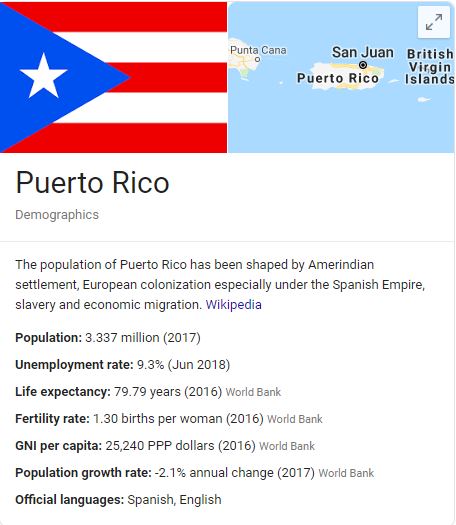 Punta Cana
San Juan
British
Virgin
Islands
Puerto Rico
Puerto Rico
Demographics
The population of Puerto Rico has been shaped by Amerindian
settlement, European colonization especially under the Spanish Empire,
slavery and economic migration. Wikipedia
Population: 3.337 million (2017)
Unemployment rate: 9.3% (Jun 2018)
Life expectancy: 79.79 years (2016) World Bank
Fertility rate: 1.30 births per woman (2016) World Bank
GNI per capita: 25,240 PPP dollars (2016) World Bank
Population growth rate: -2.1% annual change (2017) World Bank
Official languages: Spanish, English